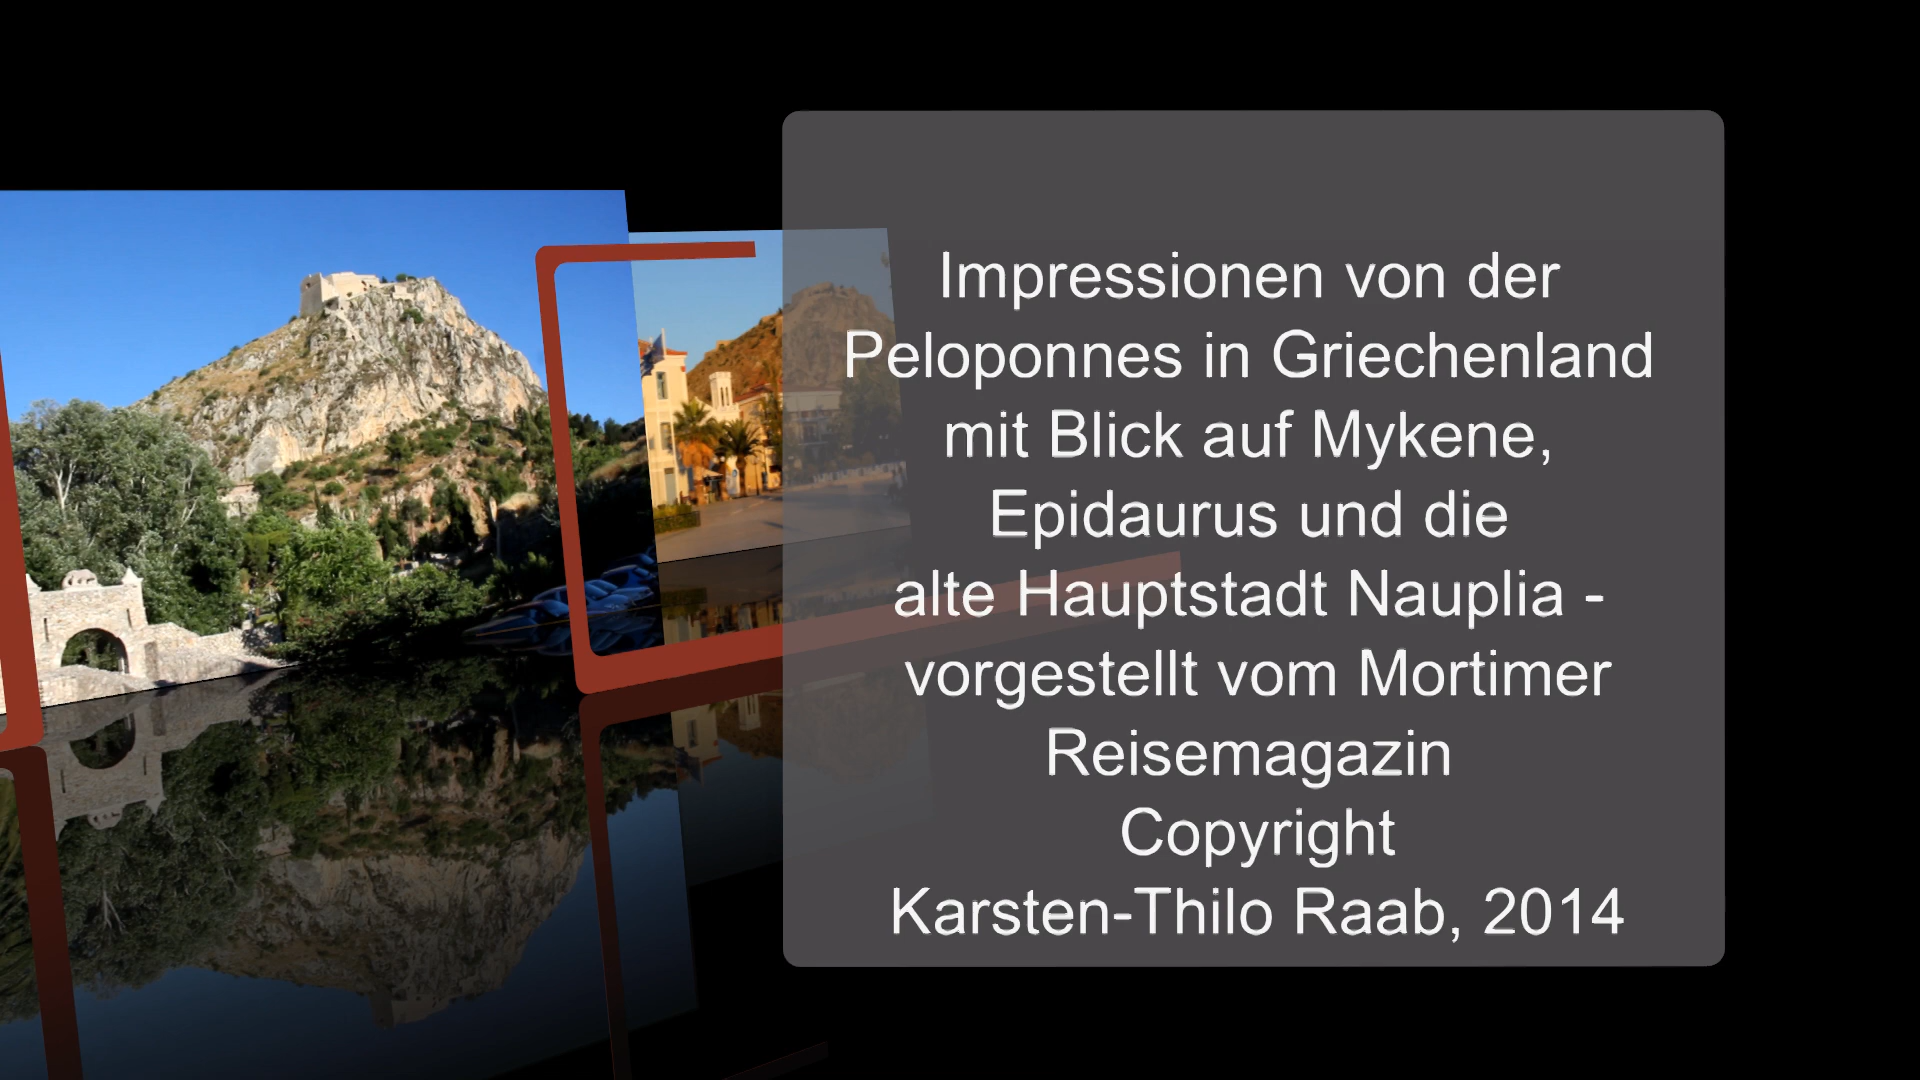 Impressionen von der
Peloponnes in Griechenland
mit Blick auf Mykene,
Epidaurus und die
alte Hauptstadt Nauplia -
vorgestellt vom Mortimer
Reisemagazin
Copyright
Karsten-Thilo Raab, 2014